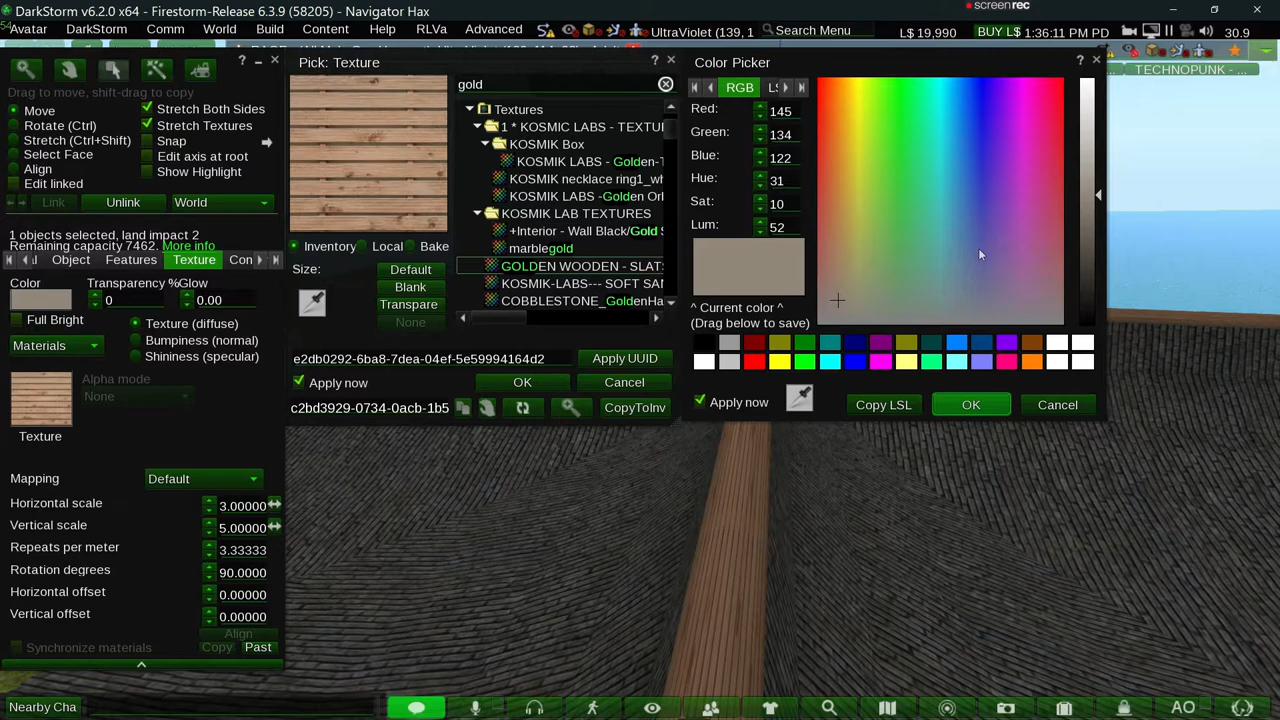 DarkStorm v6.2.0 x64 - Firestorm-Release 6.3.9 (58205) - Navigator Hax
screenrec
54
Avatar DarkStorm Comm World Build Content Help RLVa Advanced UltraViolet (139, 1 Search Menu L$ 19,990 BUY L$ 1:36:11 PM PD 30.9
TECHNOPUNK - ...
Drag to move, shift-drag to copy
Move
Rotate (Ctrl)
Stretch (Ctrl+Shift)
Select Face
Align
Edit linked
Stretch Both Sides
Stretch Textures
Snap
Edit axis at root
Show Highlight
Link Unlink World
1 objects selected, land impact 2
Remaining capacity 7462. More info
Object Features Texture Con
Color Transparency % Glow
0 0.00
Full Bright
Materials
Texture (diffuse)
Bumpiness (normal)
Shininess (specular)
Alpha mode
None
Texture
Mapping Default
Horizontal scale 3.00000
Vertical scale 5.00000
Repeats per meter 3.33333
Rotation degrees 90.0000
Horizontal offset 0.00000
Vertical offset 0.00000
Align
Synchronize materials Copy Past
Pick: Texture
gold
Textures
1 * KOSMIC LABS - TEXTUR
KOSMIK Box
KOSMIK LABS - Golden-T
KOSMIK necklace ring1_wh
KOSMIK LABS -Golden Orl
KOSMIK LAB TEXTURES
+Interior - Wall Black/Gold S
marblegold
GOLDEN WOODEN - SLATS
KOSMIK-LABS--- SOFT SAN
COBBLESTONE_GoldenHa
Inventory Local Bake
Size:
Default
Blank
Transpare
None
e2db0292-6ba8-7dea-04ef-5e59994164d2 Apply UUID
Apply now OK Cancel
c2bd3929-0734-0acb-1b5 CopyToInv
Color Picker
RGB LS
Red: 145
Green: 134
Blue: 122
Hue: 31
Sat: 10
Lum: 52
^ Current color ^
(Drag below to save)
Apply now Copy LSL OK Cancel
Nearby Cha
AO